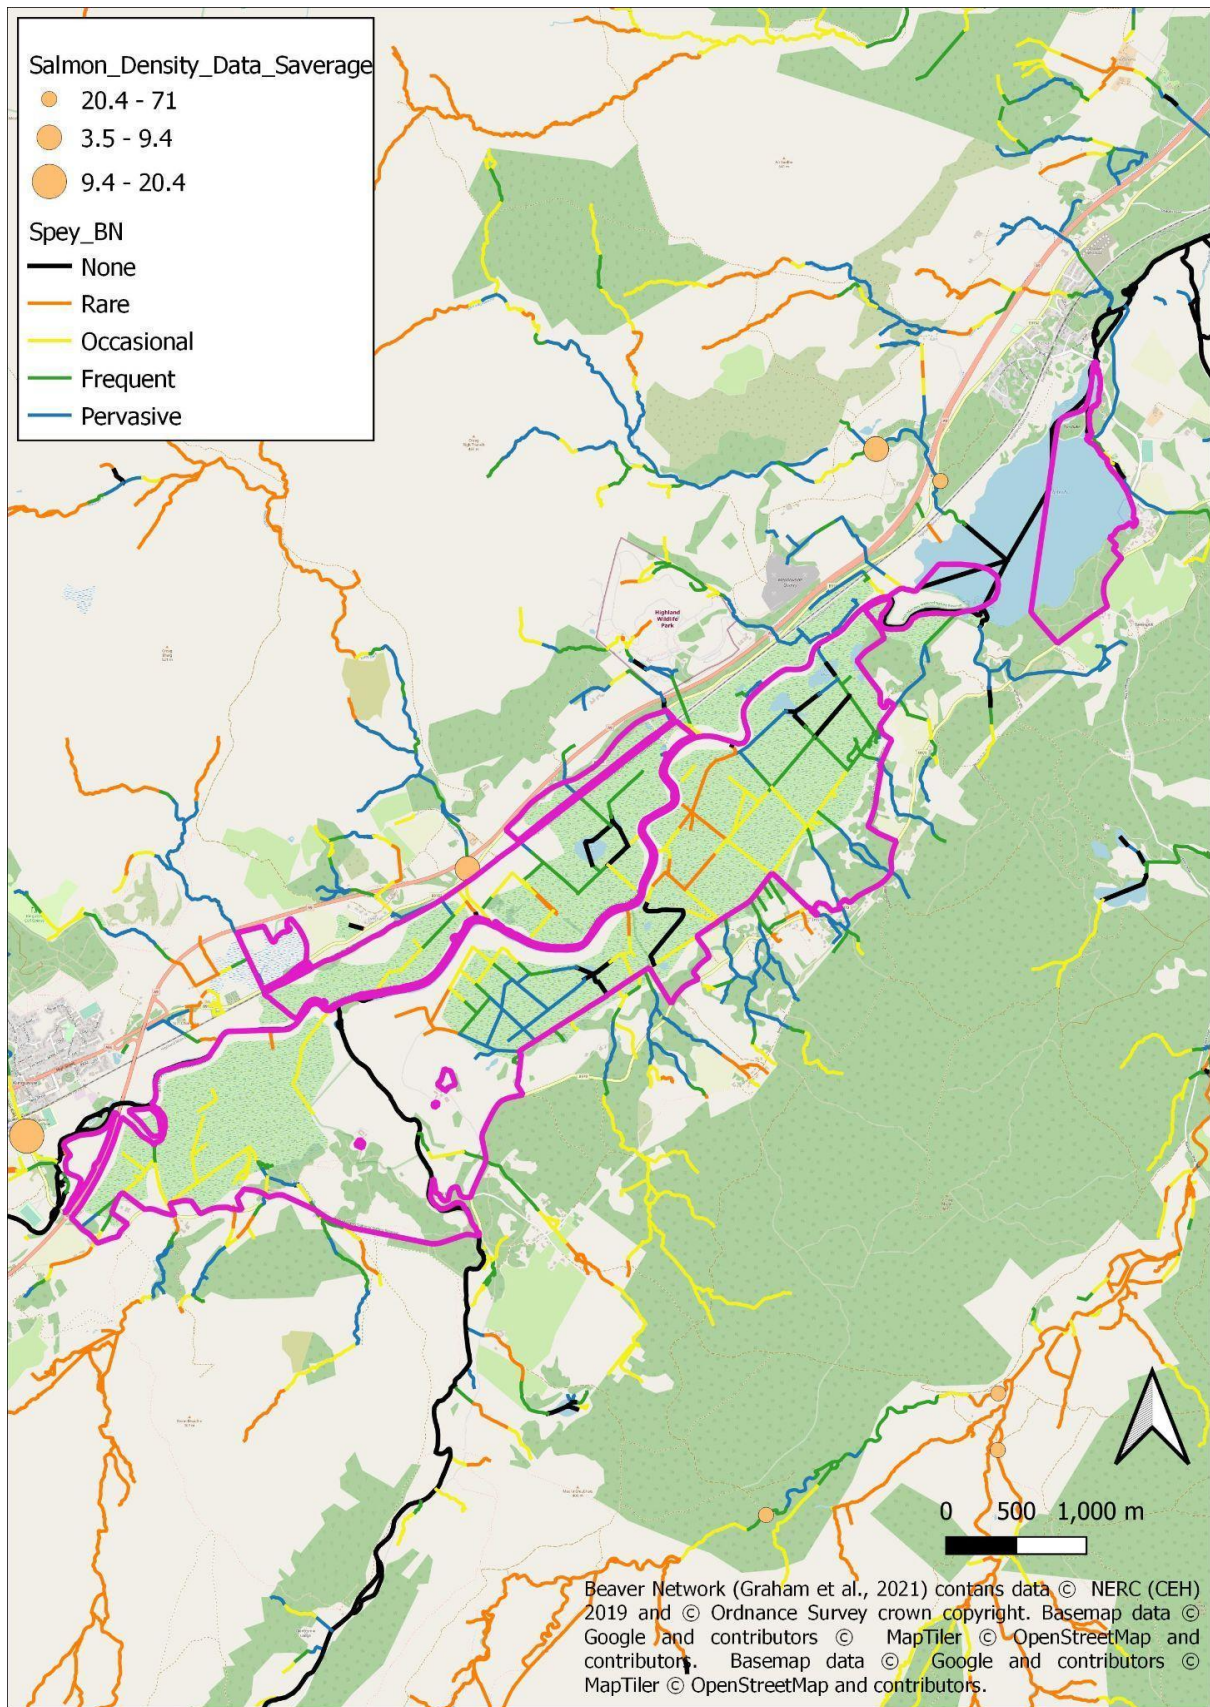 Salmon_Density_Data_Saverage
20.4 - 71
3.5 - 9.4
9.4 - 20.4
Spey_BN
None
Rare
Occasional
Frequent
Pervasive
Highland
Wildlife
Park
0 500 1,000 m
Beaver Network (Graham et al., 2021) contans data © NERC (CEH)
2019 and © Ordnance Survey crown copyright. Basemap data ©
Google and contributors © MapTiler © OpenStreetMap and
contributors. Basemap data © Google and contributors ©
MapTiler © OpenStreetMap and contributors.